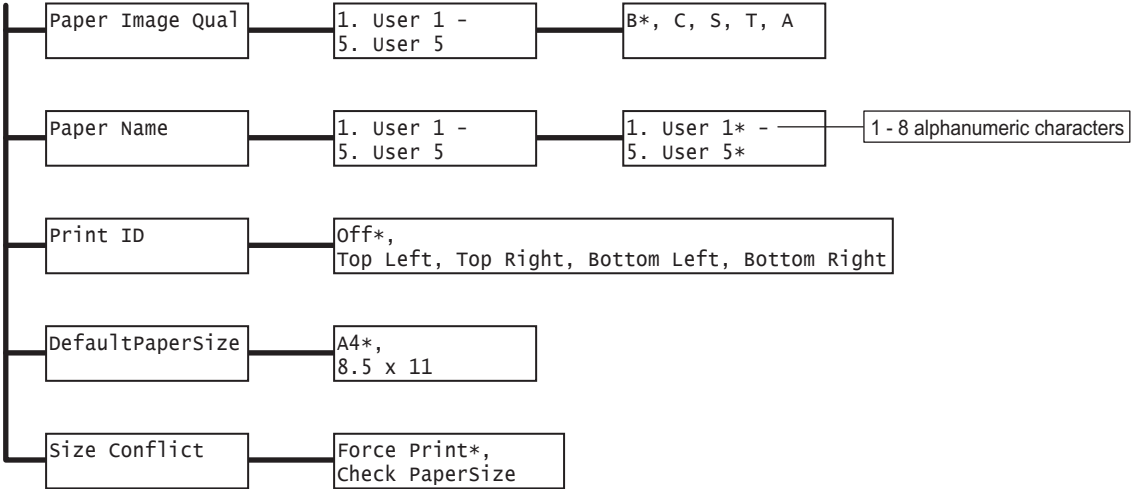 Paper Image Qual
1. User 1 –
5. User 5
B*, C, S, T, A
Paper Name
1. User 1 –
5. User 5
1. User 1* –
5. User 5*
1 - 8 alphanumeric characters
Print ID
Off*,
Top Left, Top Right, Bottom Left, Bottom Right
DefaultPaperSize
A4*,
8.5 x 11
Size Conflict
Force Print*,
Check PaperSize